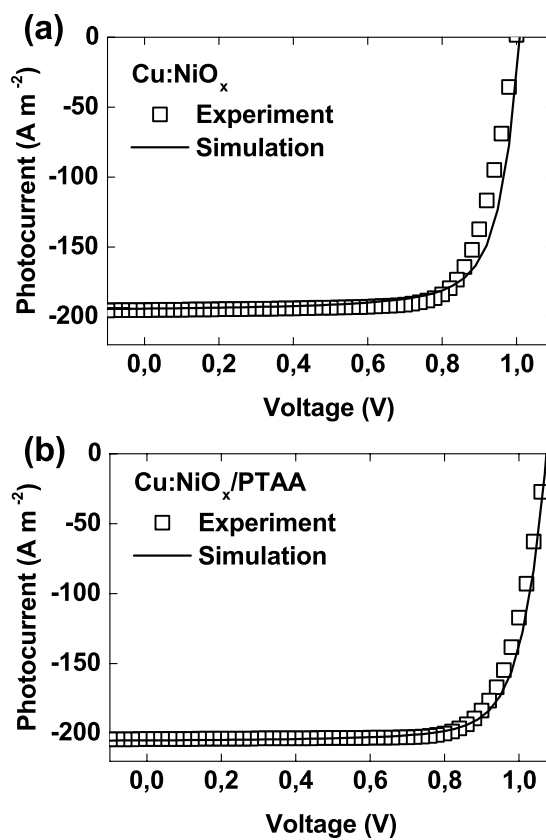 (a)
0
-50
-100
-150
-200
Photocurrent (A m⁻²)
Cu:NiOₓ
Experiment
Simulation
0,0 0,2 0,4 0,6 0,8 1,0
Voltage (V)
(b)
0
-50
-100
-150
-200
Photocurrent (A m⁻²)
Cu:NiOₓ/PTAA
Experiment
Simulation
0,0 0,2 0,4 0,6 0,8 1,0
Voltage (V)